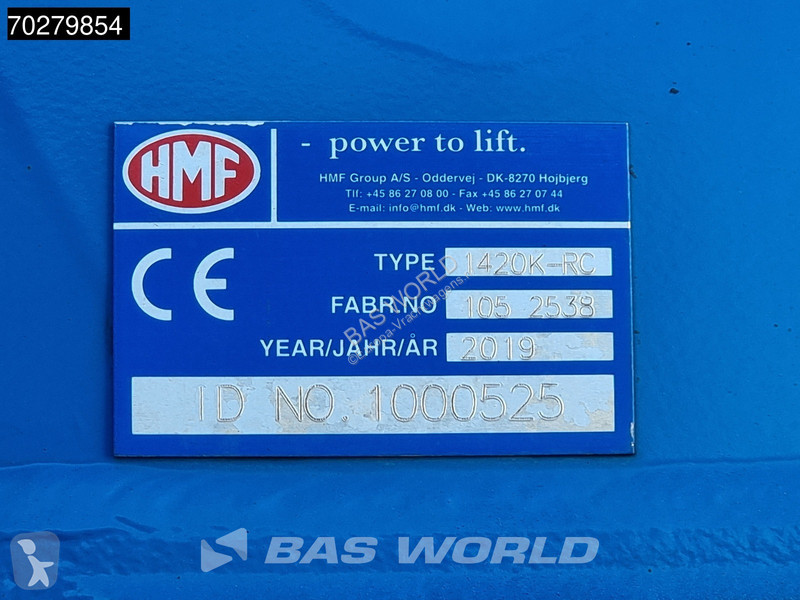 70279854
HMF
- power to lift.
HMF Group A/S - Oddervej - DK-8270 Hojbjerg
Tlf: +45 86 27 08 00 - Fax +45 86 27 07 44
E-mail: info@hmf.dk - Web: www.hmf.dk
CE
TYPE 1420K-RC
FABR.NO 105 2538
YEAR/JAHR/ÅR 2019
ID NO. 1000525
BAS WORLD
BAS WORLD